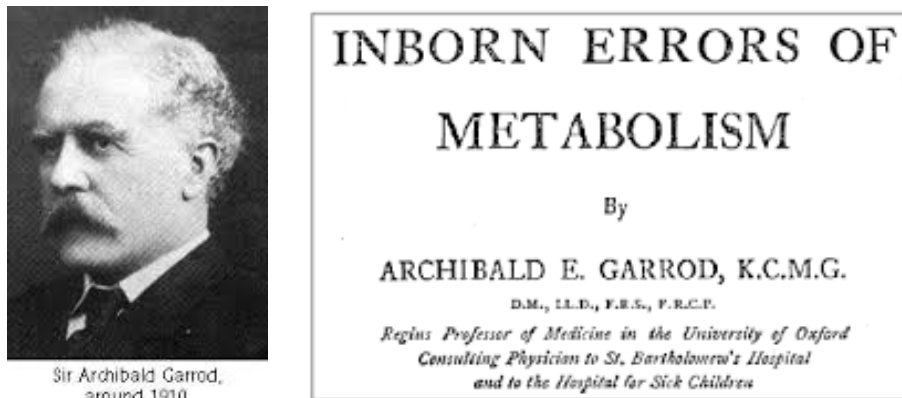 Sir Archibald Garrod,
around 1910
INBORN ERRORS OF
METABOLISM
By
ARCHIBALD E. GARROD, K.C.M.G.
D.M., LL.D., F.R.S., F.R.C.P.
Regius Professor of Medicine in the University of Oxford
Consulting Physician to St. Bartholomew's Hospital
and to the Hospital for Sick Children